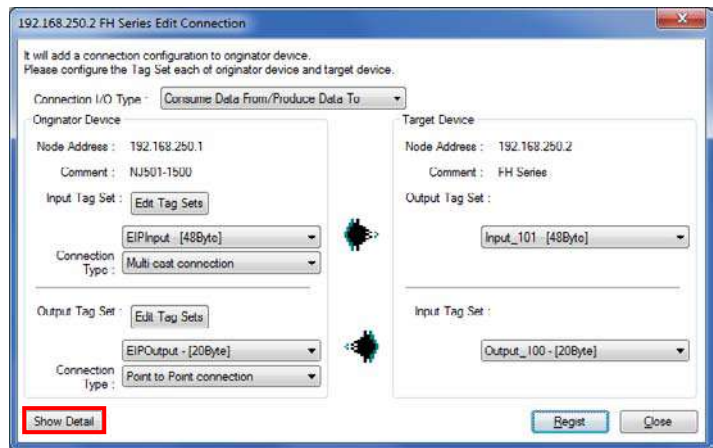 192.168.250.2 FH Series Edit Connection
It will add a connection configuration to originator device.
Please configure the Tag Set each of originator device and target device.
Connection I/O Type : Consume Data From/Produce Data To
Originator Device
Node Address : 192.168.250.1
Comment : NJ501-1500
Input Tag Set : Edit Tag Sets
EIPInput - [48Byte]
Connection Type : Multi-cast connection
Output Tag Set : Edit Tag Sets
EIPOutput - [20Byte]
Connection Type : Point to Point connection
Target Device
Node Address : 192.168.250.2
Comment : FH Series
Output Tag Set :
Input_101 - [48Byte]
Input Tag Set :
Output_100 - [20Byte]
Show Detail
Regist
Close